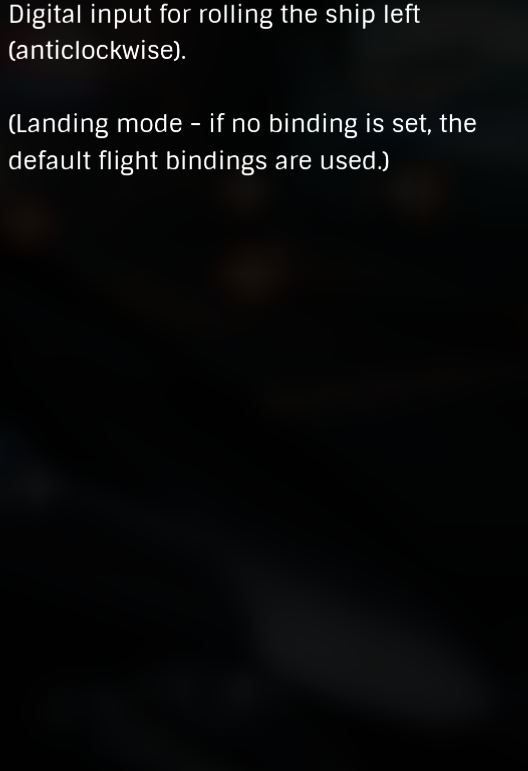 Digital input for rolling the ship left
(anticlockwise).
(Landing mode - if no binding is set, the
default flight bindings are used.)